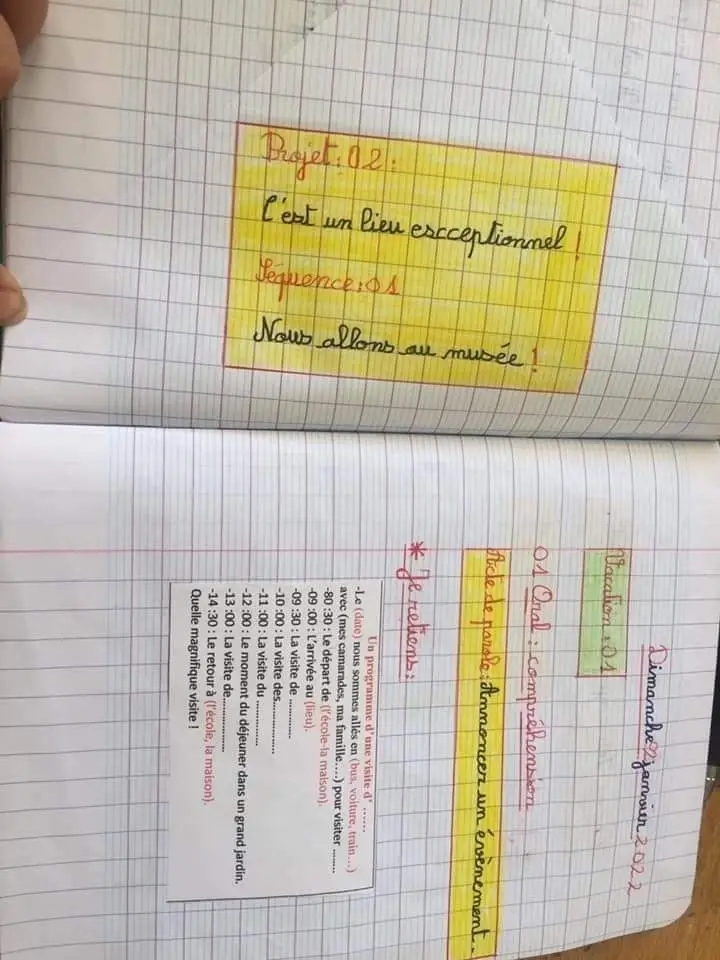 Projet : 02 :
C'est un lieu escceptionnel !
Séquence : 01
Nous allons au musée !
Dimanche 2 janvier 2022
Vacation : 01
01 Oral : compréhension
Acte de parole : Annoncer un évènement.
* Je retiens :
Un programme d'une visite d' ......
-Le (date) nous sommes allés en (bus, voiture, train...)
avec (mes camarades, ma famille....) pour visiter ........
-80 :30 : Le départ de (l'école-la maison).
-09 :00 : L'arrivée au (lieu).
-09 :30 : La visite de ............
-10 :00 : La visite des................
-11 :00 : La visite du ..............
-12 :00 : Le moment du déjeuner dans un grand jardin.
-13 :00 : La visite de...............
-14 :30 : Le retour à (l'école, la maison).
Quelle magnifique visite !